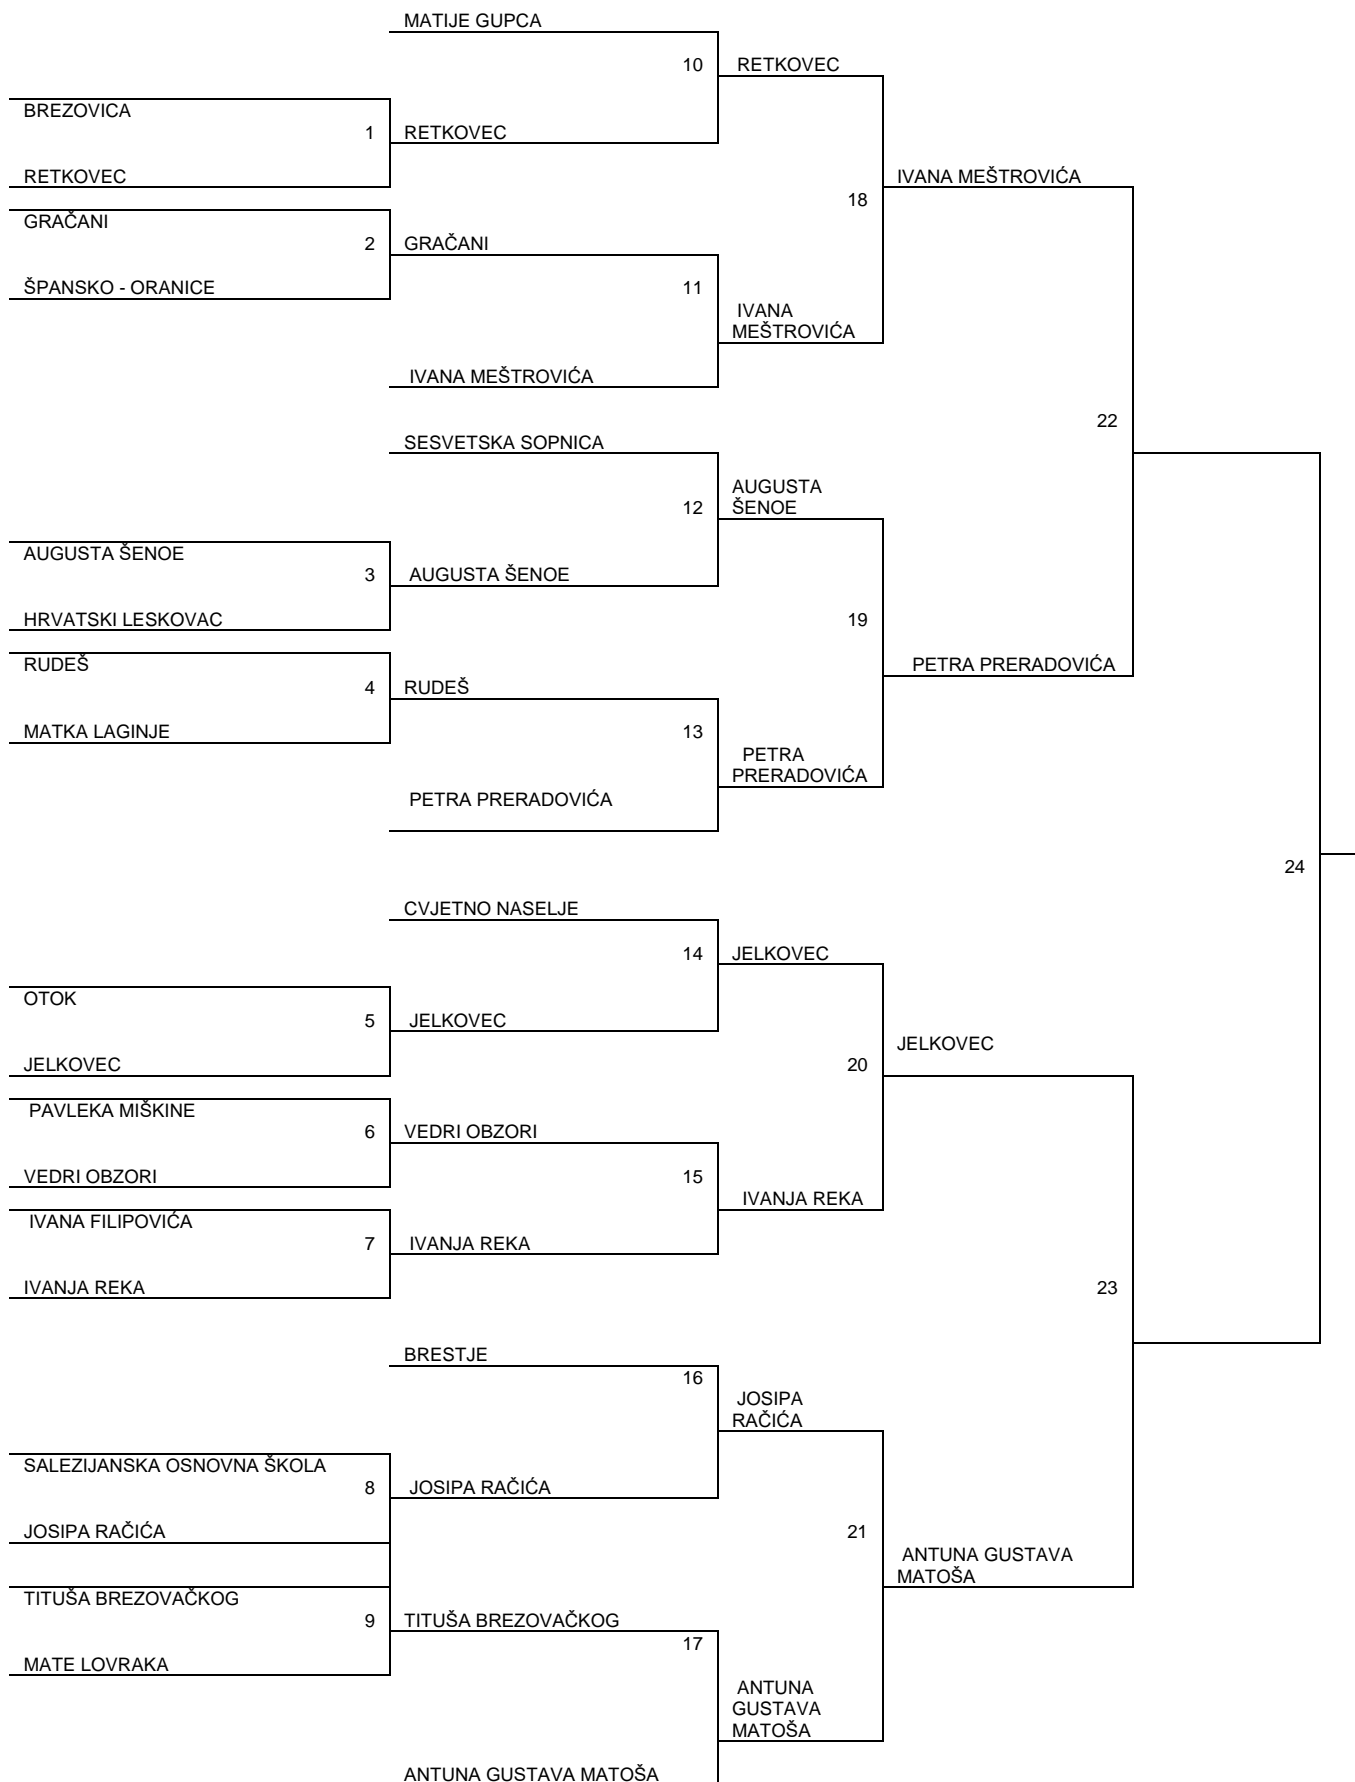 MATIJE GUPCA
10
RETKOVEC
BREZOVICA
1
RETKOVEC
RETKOVEC
IVANA MEŠTROVIĆA
18
GRAČANI
2
GRAČANI
ŠPANSKO - ORANICE
11
IVANA
MEŠTROVIĆA
IVANA MEŠTROVIĆA
22
SESVETSKA SOPNICA
AUGUSTA
ŠENOE
12
AUGUSTA ŠENOE
3
AUGUSTA ŠENOE
HRVATSKI LESKOVAC
19
RUDEŠ
PETRA PRERADOVIĆA
4
RUDEŠ
MATKA LAGINJE
13
PETRA
PRERADOVIĆA
PETRA PRERADOVIĆA
24
CVJETNO NASELJE
14
JELKOVEC
OTOK
5
JELKOVEC
JELKOVEC
JELKOVEC
20
PAVLEKA MIŠKINE
6
VEDRI OBZORI
VEDRI OBZORI
15
IVANJA REKA
IVANA FILIPOVIĆA
7
IVANJA REKA
IVANJA REKA
23
BRESTJE
16
JOSIPA
RAČIĆA
SALEZIJANSKA OSNOVNA ŠKOLA
8
JOSIPA RAČIĆA
JOSIPA RAČIĆA
21
ANTUNA GUSTAVA
MATOŠA
TITUŠA BREZOVAČKOG
9
TITUŠA BREZOVAČKOG
17
MATE LOVRAKA
ANTUNA
GUSTAVA
MATOŠA
ANTUNA GUSTAVA MATOŠA